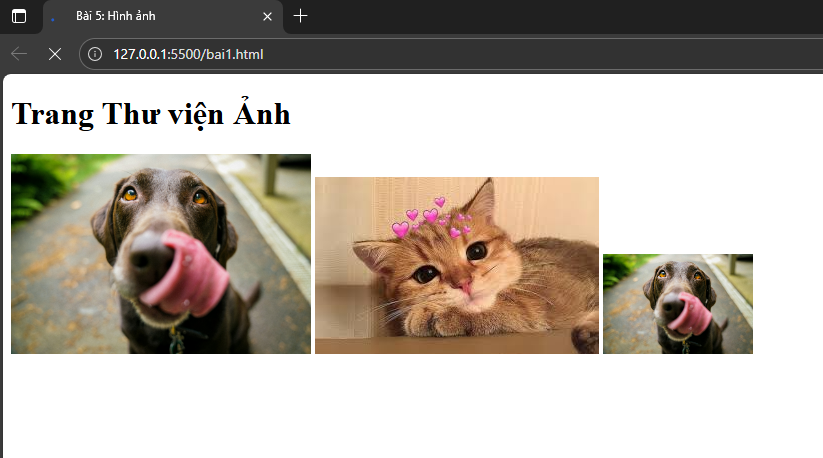 Bài 5: Hình ảnh
127.0.0.1:5500/bai1.html
Trang Thư viện Ảnh